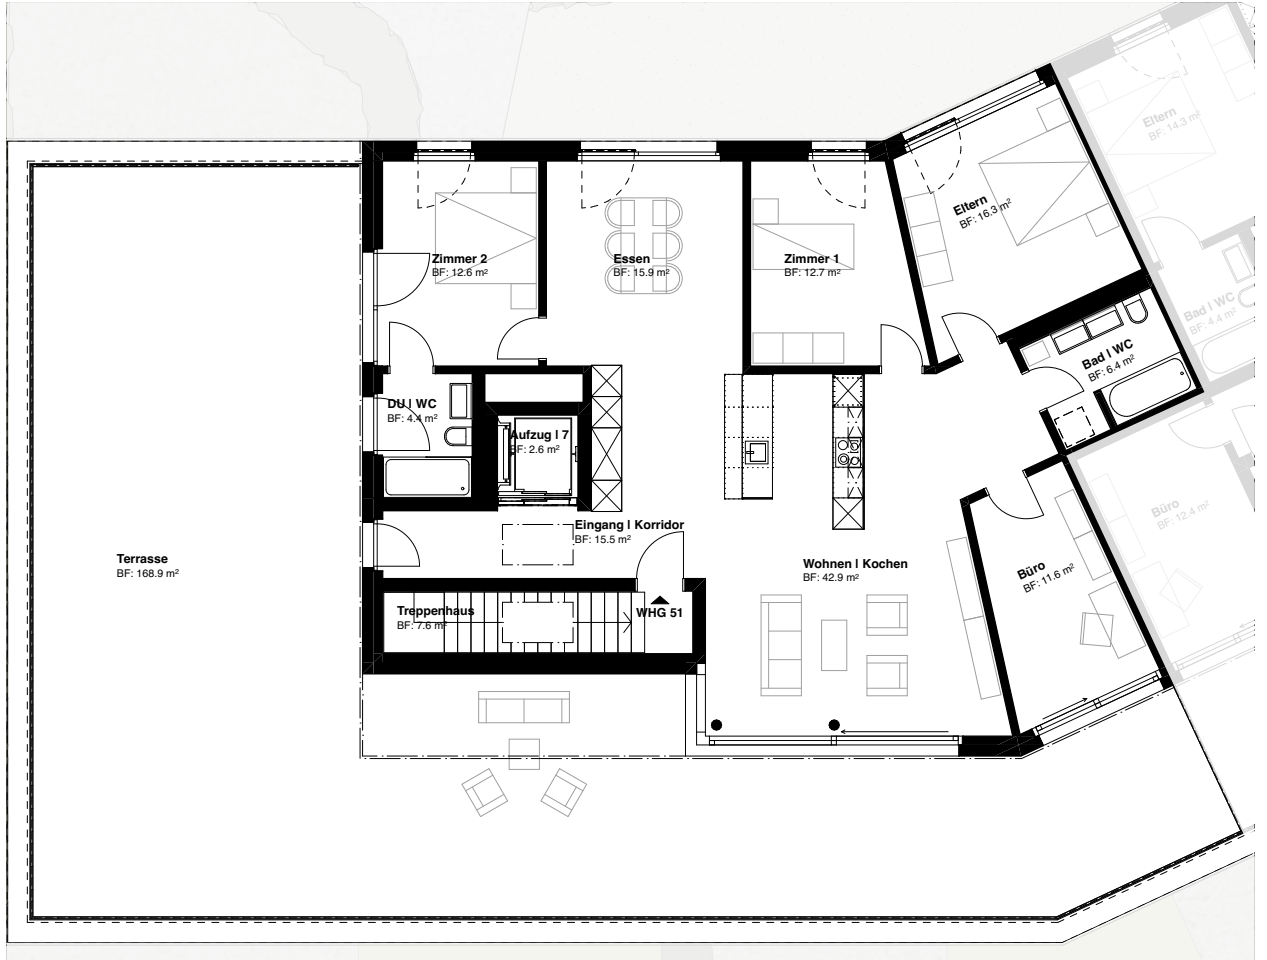 Eltern
BF: 14.3 m²
Eltern
BF: 16.3 m²
Zimmer 2
BF: 12.6 m²
Essen
BF: 15.9 m²
Zimmer 1
BF: 12.7 m²
Bad I WC
BF: 4.4 m²
Bad I WC
BF: 6.4 m²
DU I WC
BF: 4.4 m²
Aufzug I 7
BF: 2.6 m²
Büro
BF: 12.4 m²
Eingang I Korridor
BF: 15.5 m²
Terrasse
BF: 168.9 m²
Wohnen I Kochen
BF: 42.9 m²
Büro
BF: 11.6 m²
Treppenhaus
BF: 7.6 m²
WHG 51